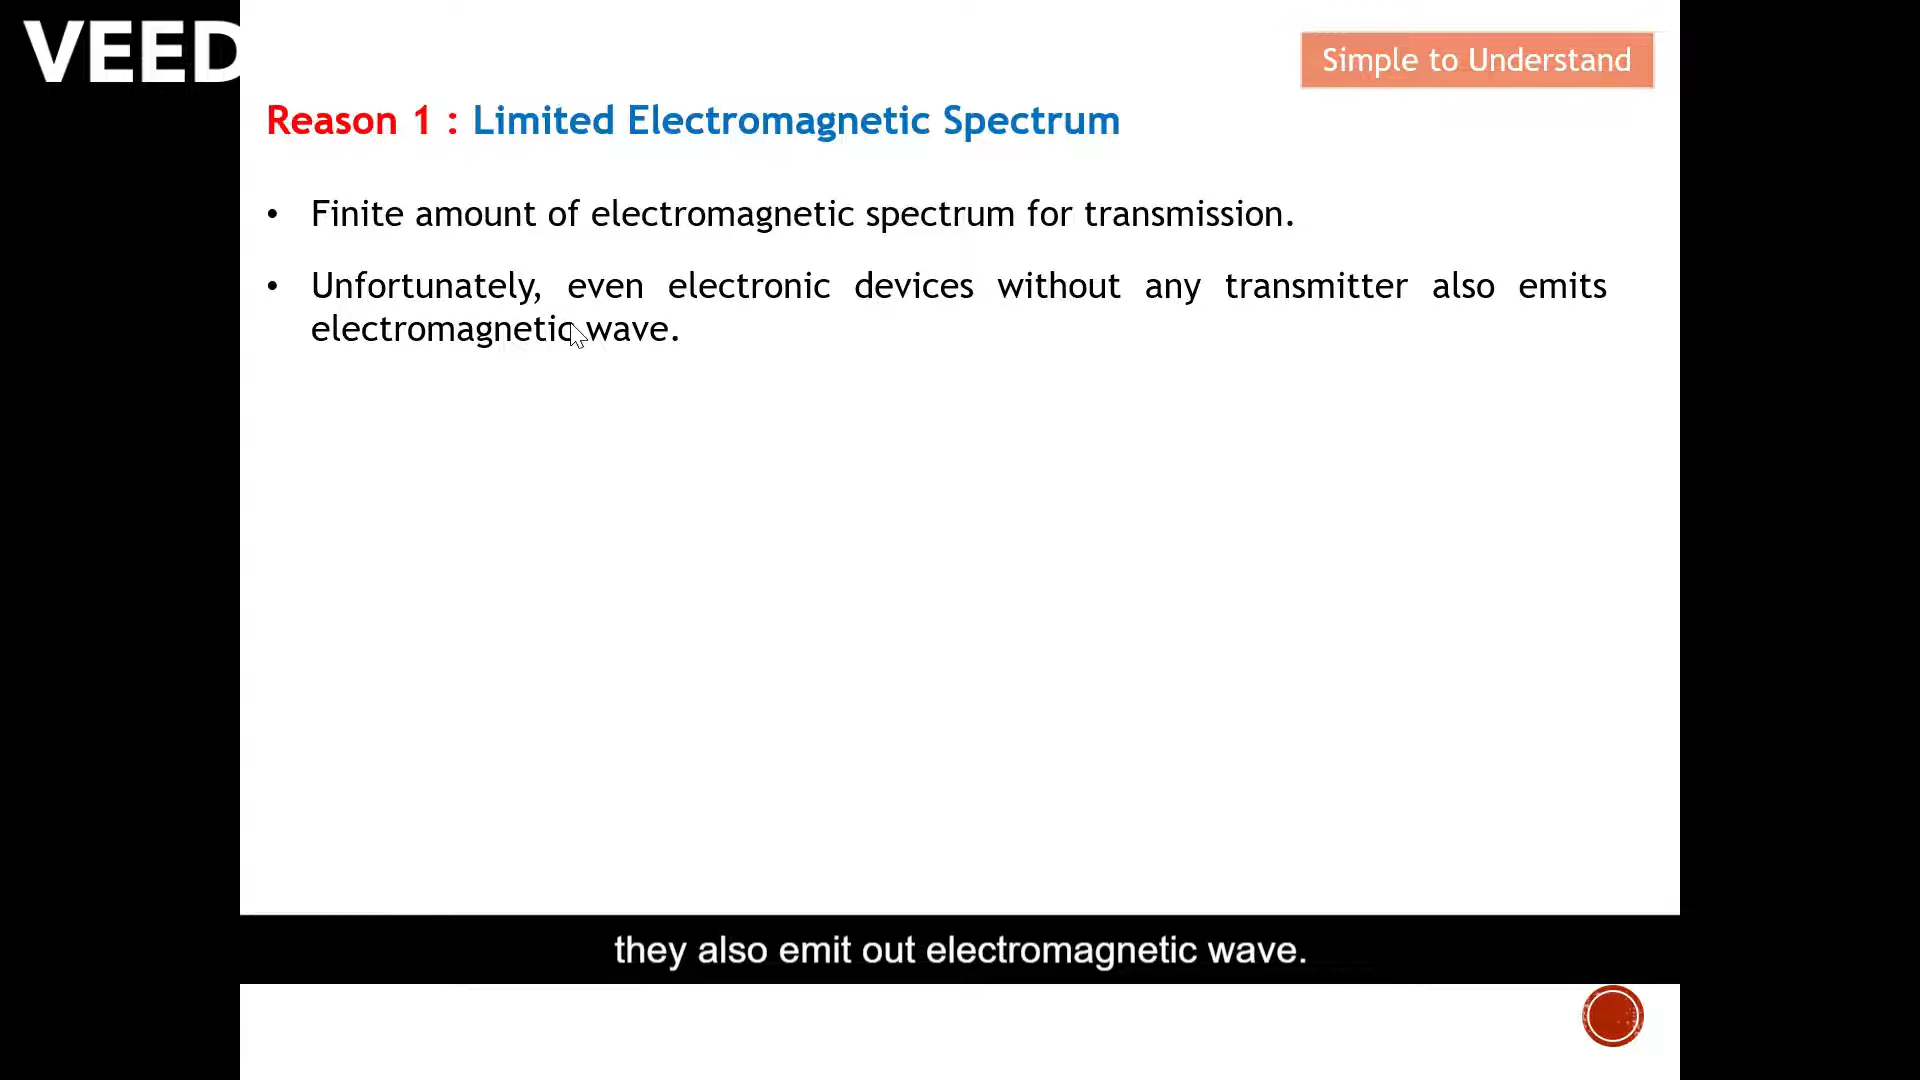 VEED
Simple to Understand
Reason 1 : Limited Electromagnetic Spectrum
• Finite amount of electromagnetic spectrum for transmission.
• Unfortunately, even electronic devices without any transmitter also emits
electromagnetic wave.
they also emit out electromagnetic wave.